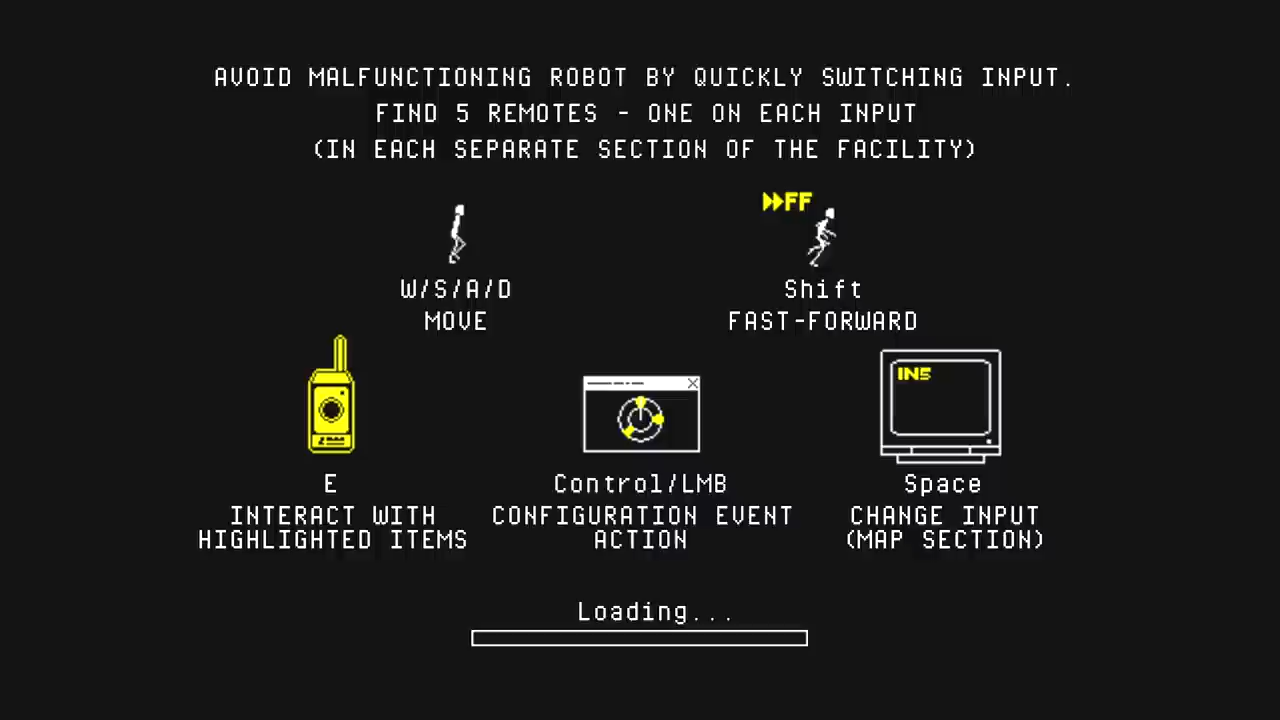 AVOID MALFUNCTIONING ROBOT BY QUICKLY SWITCHING INPUT.
FIND 5 REMOTES - ONE ON EACH INPUT
(IN EACH SEPARATE SECTION OF THE FACILITY)
FF
W/S/A/D
MOVE
Shift
FAST-FORWARD
IN5
E
INTERACT WITH
HIGHLIGHTED ITEMS
Control/LMB
CONFIGURATION EVENT
ACTION
Space
CHANGE INPUT
(MAP SECTION)
Loading...